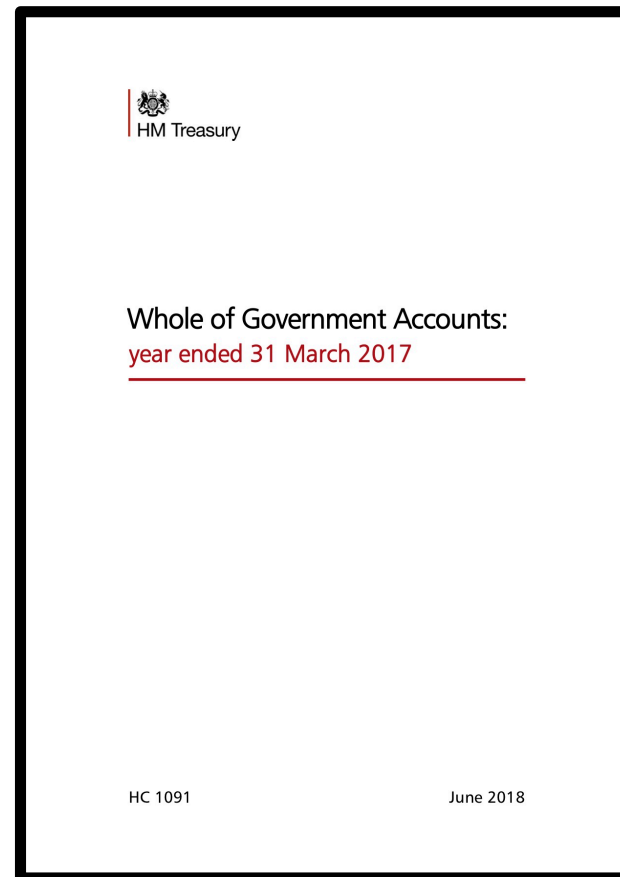 HM Treasury
Whole of Government Accounts:
year ended 31 March 2017
HC 1091
June 2018